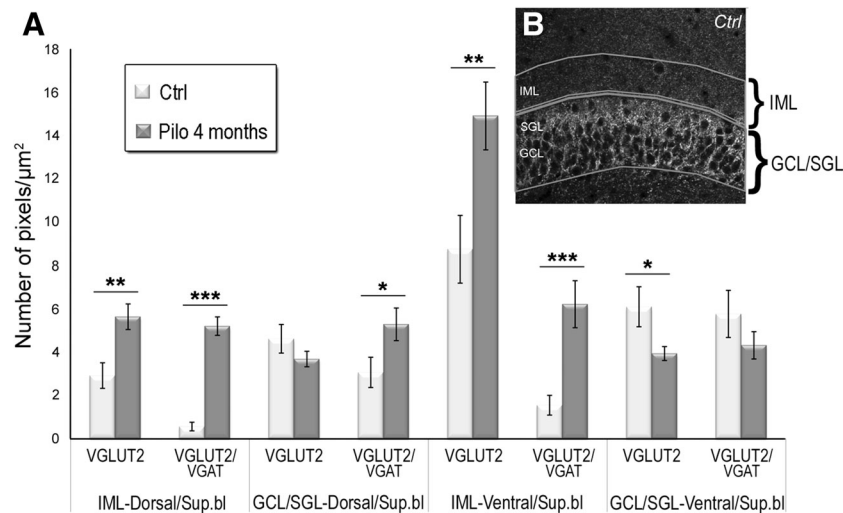 A
B
Ctrl
18
16
14
12
10
8
6
4
2
0
Number of pixels/µm²
Ctrl
Pilo 4 months
**
***
*
**
***
*
IML
SGL
GCL
IML
GCL/SGL
VGLUT2
VGLUT2/
VGAT
VGLUT2
VGLUT2/
VGAT
VGLUT2
VGLUT2/
VGAT
VGLUT2
VGLUT2/
VGAT
IML-Dorsal/Sup.bl
GCL/SGL-Dorsal/Sup.bl
IML-Ventral/Sup.bl
GCL/SGL-Ventral/Sup.bl